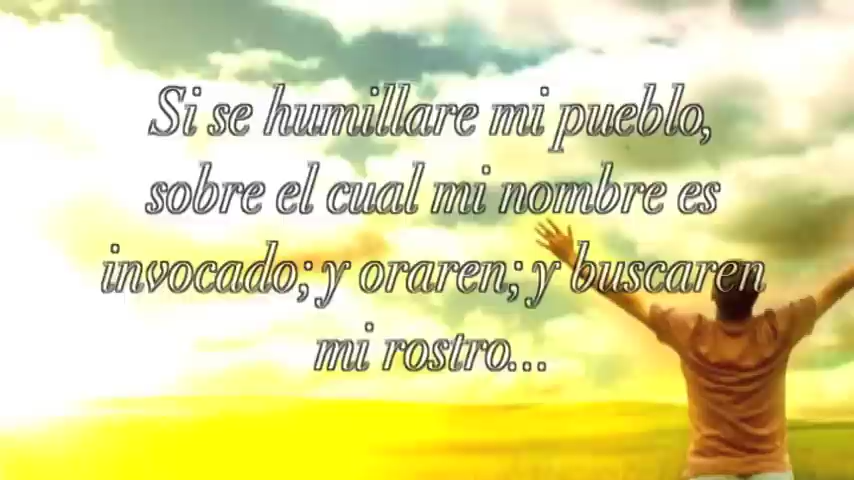 Si se humillare mi pueblo,
sobre el cual mi nombre es
invocado; y oraren; y buscaren
mi rostro...